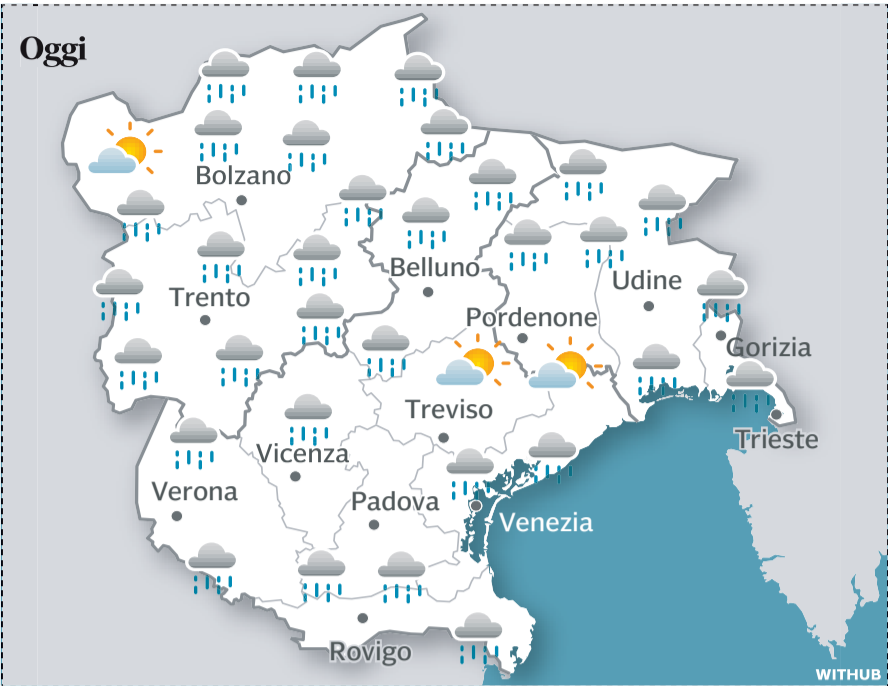 Oggi
Bolzano
Belluno
Trento
Udine
Pordenone
Gorizia
Treviso
Trieste
Vicenza
Verona
Padova
Venezia
Rovigo
WITHUB